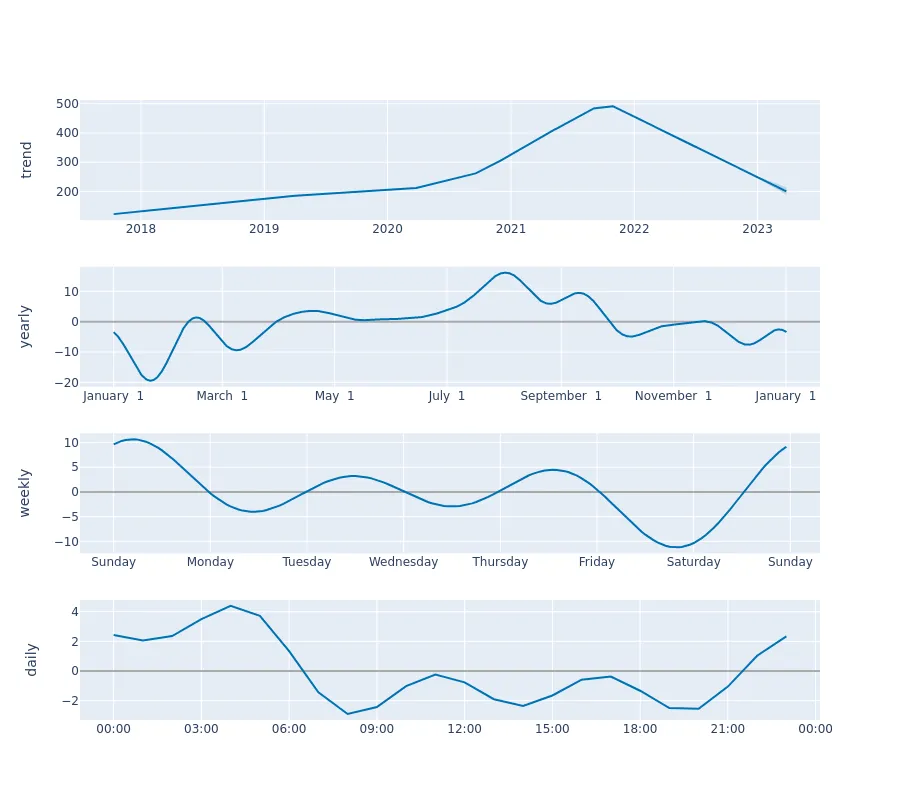 trend
500
400
300
200
2018 2019 2020 2021 2022 2023
yearly
10
0
−10
−20
January 1 March 1 May 1 July 1 September 1 November 1 January 1
weekly
10
5
0
−5
−10
Sunday Monday Tuesday Wednesday Thursday Friday Saturday Sunday
daily
4
2
0
−2
00:00 03:00 06:00 09:00 12:00 15:00 18:00 21:00 00:00